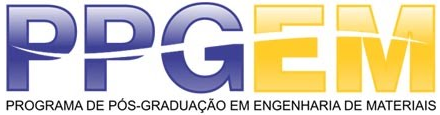 PPGEM
PROGRAMA DE PÓS-GRADUAÇÃO EM ENGENHARIA DE MATERIAIS